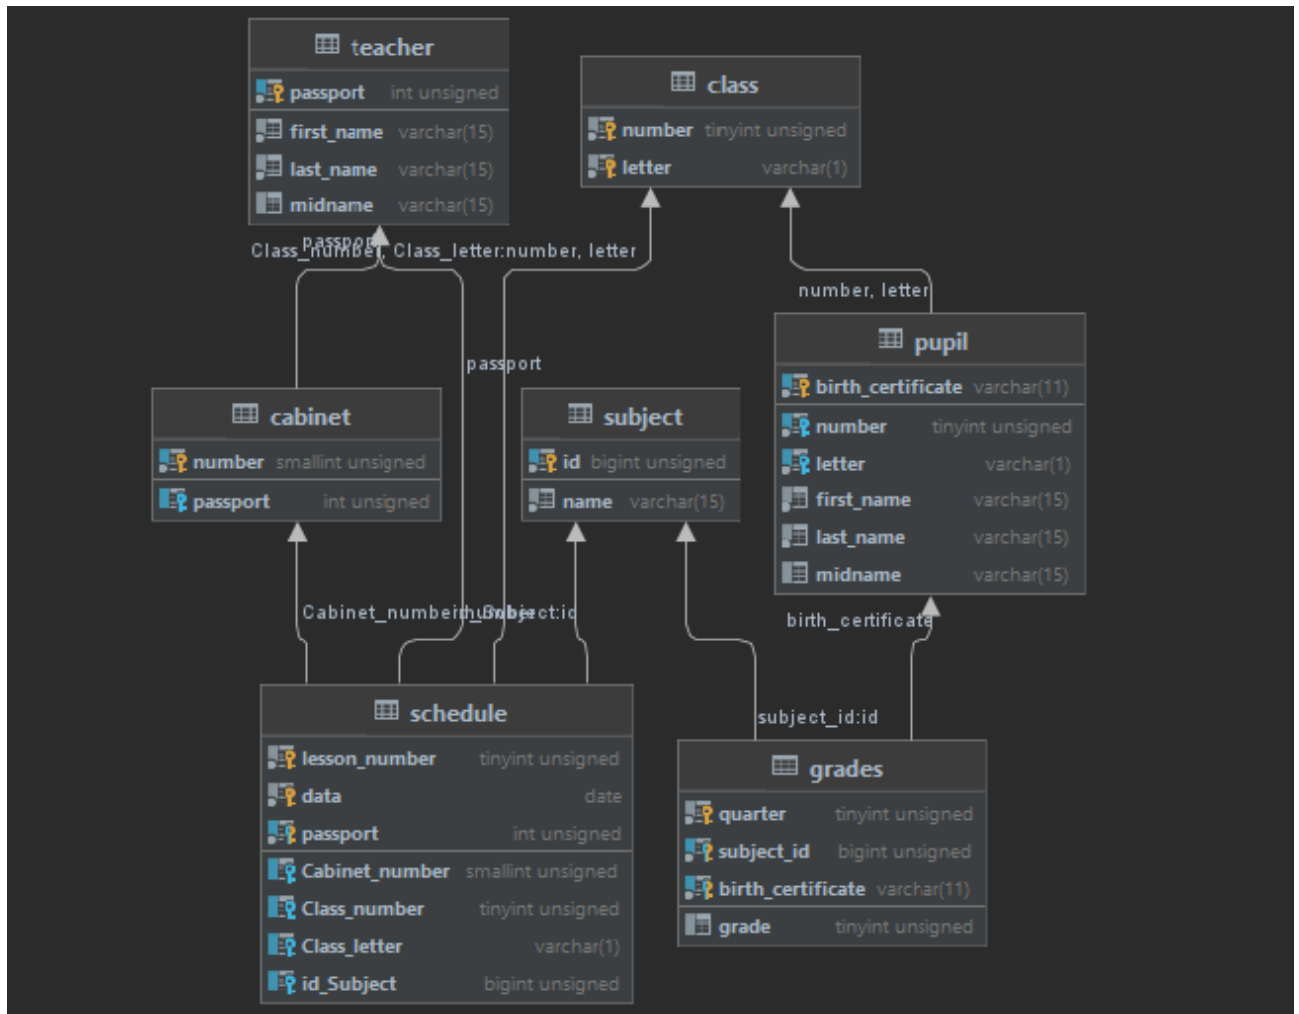 teacher
passport int unsigned
first_name varchar(15)
last_name varchar(15)
midname varchar(15)
class
number tinyint unsigned
letter varchar(1)
passport
Class_number, Class_letter:number, letter
number, letter
pupil
birth_certificate varchar(11)
number tinyint unsigned
letter varchar(1)
first_name varchar(15)
last_name varchar(15)
midname varchar(15)
passport
cabinet
number smallint unsigned
passport int unsigned
subject
id bigint unsigned
name varchar(15)
Cabinet_number:number
id_Subject:id
birth_certificate
schedule
lesson_number tinyint unsigned
data date
passport int unsigned
Cabinet_number smallint unsigned
Class_number tinyint unsigned
Class_letter varchar(1)
id_Subject bigint unsigned
subject_id:id
grades
quarter tinyint unsigned
subject_id bigint unsigned
birth_certificate varchar(11)
grade tinyint unsigned